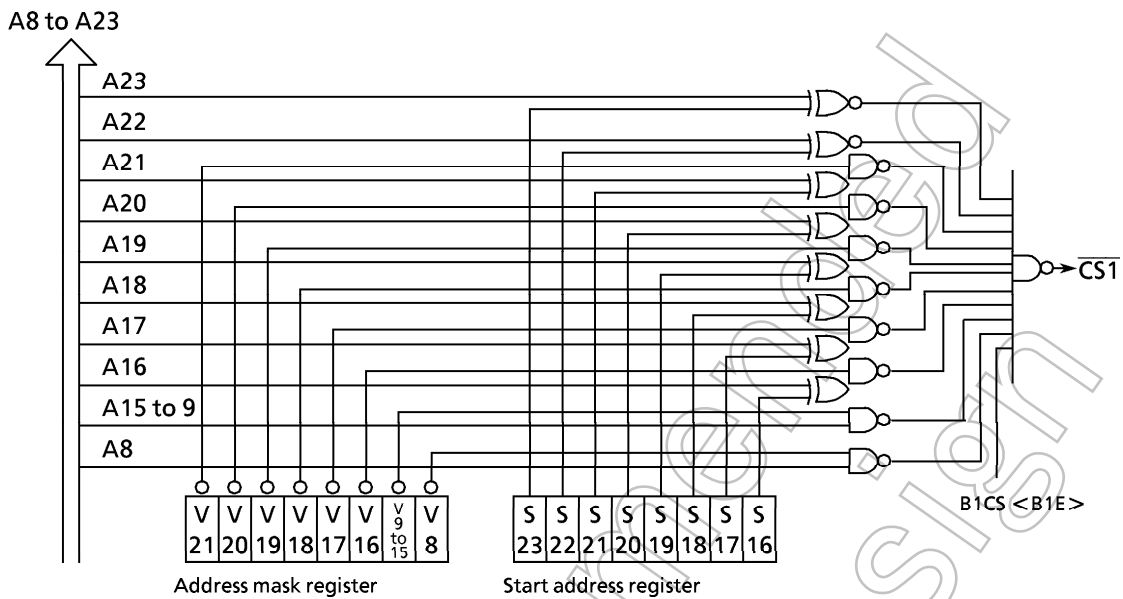 A8 to A23
A23
A22
A21
A20
A19
A18
A17
A16
A15 to 9
A8
CS1
B1CS <B1E>
V 21
V 20
V 19
V 18
V 17
V 16
V 9 to 15
V 8
S 23
S 22
S 21
S 20
S 19
S 18
S 17
S 16
Address mask register
Start address register
mended
sign